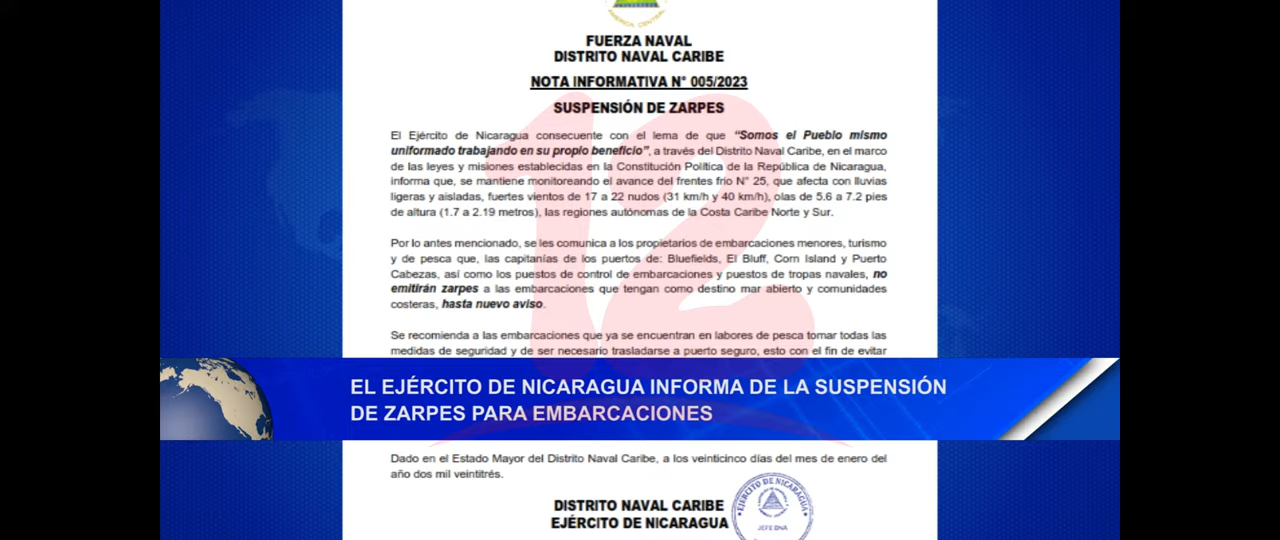 AMÉRICA CENTRAL
FUERZA NAVAL
DISTRITO NAVAL CARIBE
NOTA INFORMATIVA N° 005/2023
SUSPENSIÓN DE ZARPES
El Ejército de Nicaragua consecuente con el lema de que “Somos el Pueblo mismo
uniformado trabajando en su propio beneficio”, a través del Distrito Naval Caribe, en el marco
de las leyes y misiones establecidas en la Constitución Política de la República de Nicaragua,
informa que, se mantiene monitoreando el avance del frentes frío N° 25, que afecta con lluvias
ligeras y aisladas, fuertes vientos de 17 a 22 nudos (31 km/h y 40 km/h), olas de 5.6 a 7.2 pies
de altura (1.7 a 2.19 metros), las regiones autónomas de la Costa Caribe Norte y Sur.
Por lo antes mencionado, se les comunica a los propietarios de embarcaciones menores, turismo
y de pesca que, las capitanías de los puertos de: Bluefields, El Bluff, Corn Island y Puerto
Cabezas, así como los puestos de control de embarcaciones y puestos de tropas navales, no
emitirán zarpes a las embarcaciones que tengan como destino mar abierto y comunidades
costeras, hasta nuevo aviso.
Se recomienda a las embarcaciones que ya se encuentran en labores de pesca tomar todas las
medidas de seguridad y de ser necesario trasladarse a puerto seguro, esto con el fin de evitar
12
EL EJÉRCITO DE NICARAGUA INFORMA DE LA SUSPENSIÓN
DE ZARPES PARA EMBARCACIONES
Dado en el Estado Mayor del Distrito Naval Caribe, a los veinticinco días del mes de enero del
año dos mil veintitrés.
DISTRITO NAVAL CARIBE
EJÉRCITO DE NICARAGUA
EJERCITO DE NICARAGUA
JEFE DNA